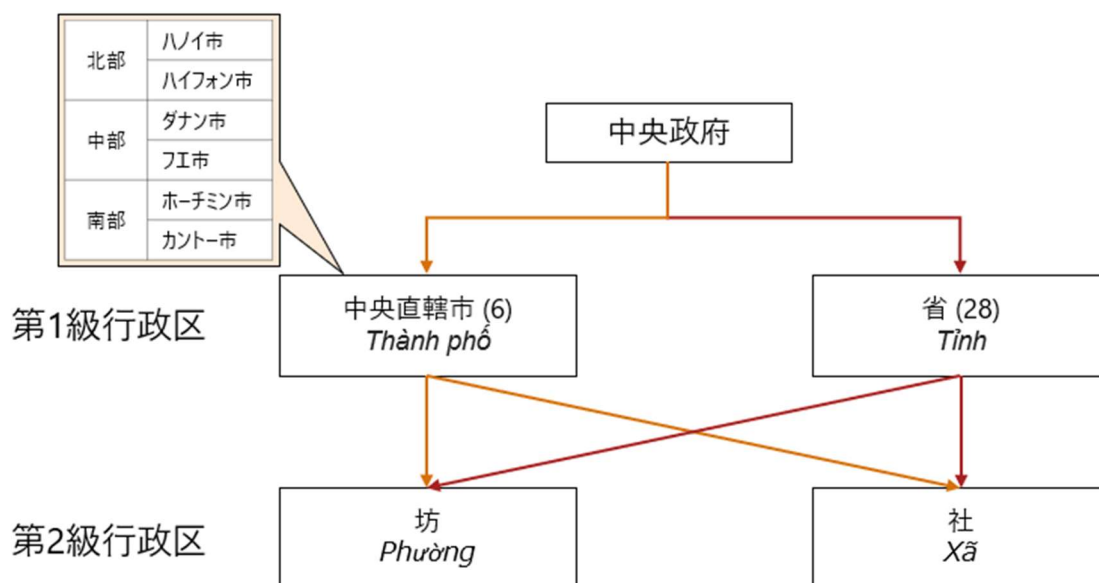 北部
ハノイ市
ハイフォン市
中部
ダナン市
フエ市
南部
ホーチミン市
カントー市
中央政府
第1級行政区
中央直轄市 (6)
Thành phố
省 (28)
Tỉnh
第2級行政区
坊
Phường
社
Xã